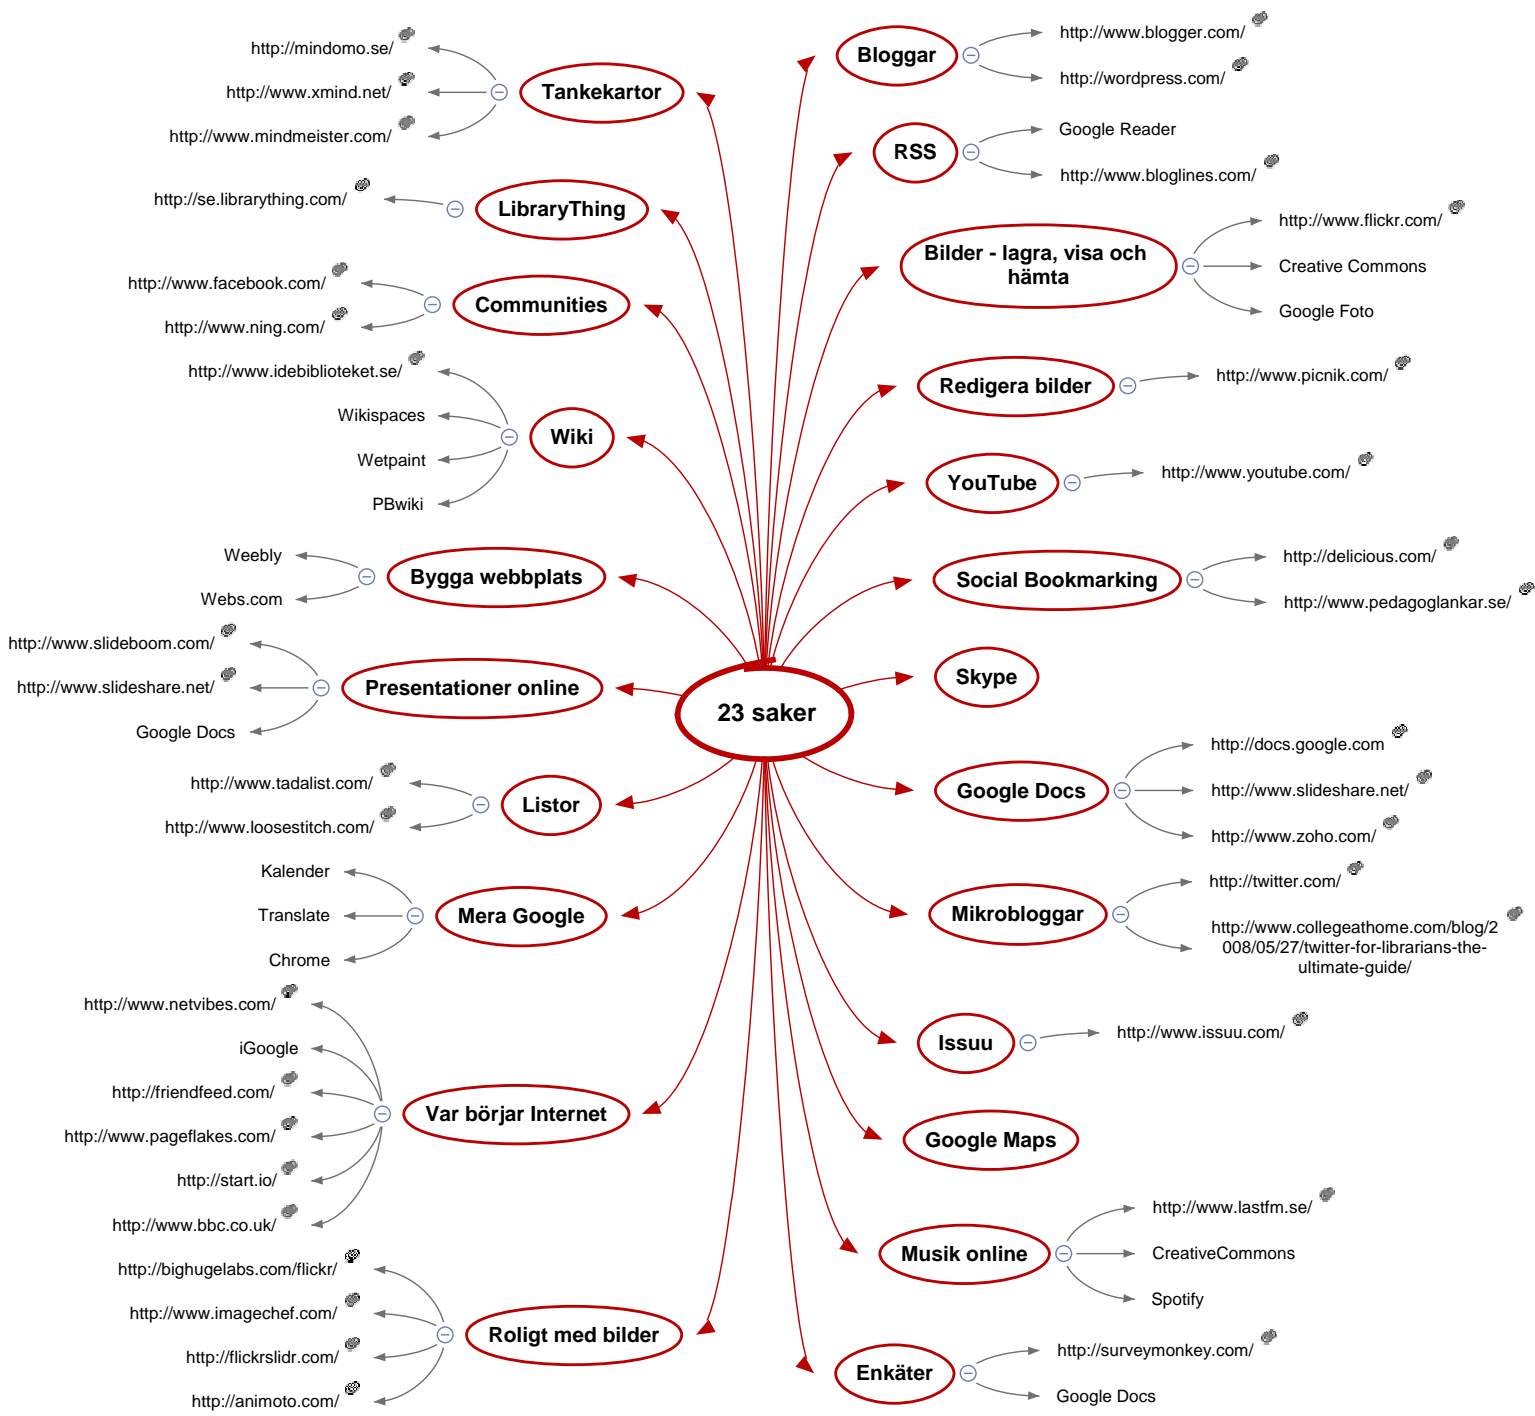 23 saker
Bloggar
http://www.blogger.com/
http://wordpress.com/
RSS
Google Reader
http://www.bloglines.com/
Bilder - lagra, visa och
hämta
http://www.flickr.com/
Creative Commons
Google Foto
Redigera bilder
http://www.picnik.com/
YouTube
http://www.youtube.com/
Social Bookmarking
http://delicious.com/
http://www.pedagoglankar.se/
Skype
Google Docs
http://docs.google.com
http://www.slideshare.net/
http://www.zoho.com/
Mikrobloggar
http://twitter.com/
http://www.collegeathome.com/blog/2
008/05/27/twitter-for-librarians-the-
ultimate-guide/
Issuu
http://www.issuu.com/
Google Maps
Musik online
http://www.lastfm.se/
CreativeCommons
Spotify
Enkäter
http://surveymonkey.com/
Google Docs
Tankekartor
http://mindomo.se/
http://www.xmind.net/
http://www.mindmeister.com/
LibraryThing
http://se.librarything.com/
Communities
http://www.facebook.com/
http://www.ning.com/
Wiki
http://www.idebiblioteket.se/
Wikispaces
Wetpaint
PBwiki
Bygga webbplats
Weebly
Webs.com
Presentationer online
http://www.slideboom.com/
http://www.slideshare.net/
Google Docs
Listor
http://www.tadalist.com/
http://www.loosestitch.com/
Mera Google
Kalender
Translate
Chrome
Var börjar Internet
http://www.netvibes.com/
iGoogle
http://friendfeed.com/
http://www.pageflakes.com/
http://start.io/
http://www.bbc.co.uk/
Roligt med bilder
http://bighugelabs.com/flickr/
http://www.imagechef.com/
http://flickrslidr.com/
http://animoto.com/